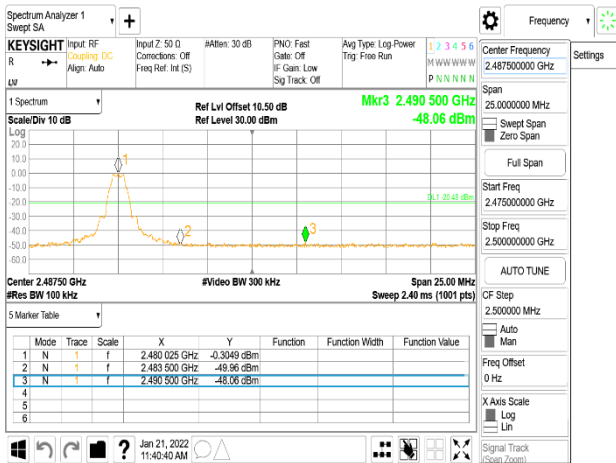 Spectrum Analyzer 1
Swept SA
Frequency
Settings
KEYSIGHT
R
Input: RF
Coupling: DC
Align: Auto
Input Z: 50 Ω
Corrections: Off
Freq Ref: Int (S)
#Atten: 30 dB
PNO: Fast
Gate: Off
IF Gain: Low
Sig Track: Off
Avg Type: Log-Power
Trig: Free Run
1 2 3 4 5 6
M W W W W W
P N N N N N
1 Spectrum
Scale/Div 10 dB
Ref Lvl Offset 10.50 dB
Ref Level 30.00 dBm
Mkr3 2.490 500 GHz
-48.06 dBm
Log
20.0
10.0
0.00
-10.0
-20.0
-30.0
-40.0
-50.0
-60.0
1
2
3
DL1 -20.48 dBm
Center 2.48750 GHz
#Video BW 300 kHz
Span 25.00 MHz
#Res BW 100 kHz
Sweep 2.40 ms (1001 pts)
5 Marker Table
Mode Trace Scale X Y Function Function Width Function Value
1 N 1 f 2.480 025 GHz -0.3049 dBm
2 N 1 f 2.483 500 GHz -49.96 dBm
3 N 1 f 2.490 500 GHz -48.06 dBm
4
5
6
Jan 21, 2022
11:40:40 AM
Center Frequency
2.487500000 GHz
Span
25.0000000 MHz
Swept Span
Zero Span
Full Span
Start Freq
2.475000000 GHz
Stop Freq
2.500000000 GHz
AUTO TUNE
CF Step
2.500000 MHz
Auto
Man
Freq Offset
0 Hz
X Axis Scale
Log
Lin
Signal Track
(Span Zoom)